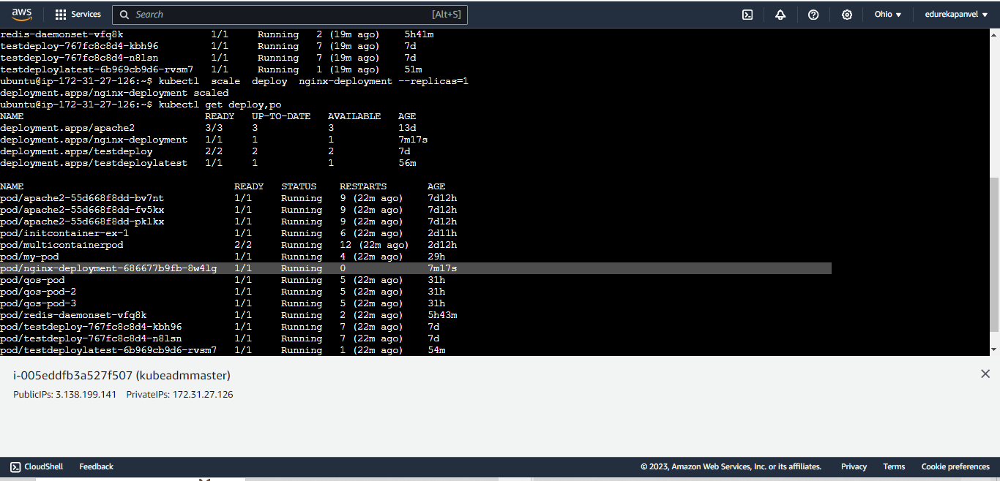 aws Services Search [Alt+S] Ohio edurekapanvel
redis-daemonset-vfq8k 1/1 Running 2 (19m ago) 5h41m
testdeploy-767fc8c8d4-kbh96 1/1 Running 7 (19m ago) 7d
testdeploy-767fc8c8d4-n8lsn 1/1 Running 7 (19m ago) 7d
testdeploylatest-6b969cb9d6-rvsm7 1/1 Running 1 (19m ago) 51m
ubuntu@ip-172-31-27-126:~$ kubectl scale deploy nginx-deployment --replicas=1
deployment.apps/nginx-deployment scaled
ubuntu@ip-172-31-27-126:~$ kubectl get deploy,po
NAME READY UP-TO-DATE AVAILABLE AGE
deployment.apps/apache2 3/3 3 3 13d
deployment.apps/nginx-deployment 1/1 1 1 7m17s
deployment.apps/testdeploy 2/2 2 2 7d
deployment.apps/testdeploylatest 1/1 1 1 56m
NAME READY STATUS RESTARTS AGE
pod/apache2-55d668f8dd-bv7nt 1/1 Running 9 (22m ago) 7d12h
pod/apache2-55d668f8dd-fv5kx 1/1 Running 9 (22m ago) 7d12h
pod/apache2-55d668f8dd-pklkx 1/1 Running 9 (22m ago) 7d12h
pod/initcontainer-ex-1 1/1 Running 6 (22m ago) 2d11h
pod/multicontainerpod 2/2 Running 12 (22m ago) 2d12h
pod/my-pod 1/1 Running 4 (22m ago) 29h
pod/nginx-deployment-686677b9fb-8w4lg 1/1 Running 0 7m17s
pod/qos-pod 1/1 Running 5 (22m ago) 31h
pod/qos-pod-2 1/1 Running 5 (22m ago) 31h
pod/qos-pod-3 1/1 Running 5 (22m ago) 31h
pod/redis-daemonset-vfq8k 1/1 Running 2 (22m ago) 5h43m
pod/testdeploy-767fc8c8d4-kbh96 1/1 Running 7 (22m ago) 7d
pod/testdeploy-767fc8c8d4-n8lsn 1/1 Running 7 (22m ago) 7d
pod/testdeploylatest-6b969cb9d6-rvsm7 1/1 Running 1 (22m ago) 54m
i-005eddfb3a527f507 (kubeadmmaster)
PublicIPs: 3.138.199.141 PrivateIPs: 172.31.27.126
CloudShell Feedback © 2023, Amazon Web Services, Inc. or its affiliates. Privacy Terms Cookie preferences